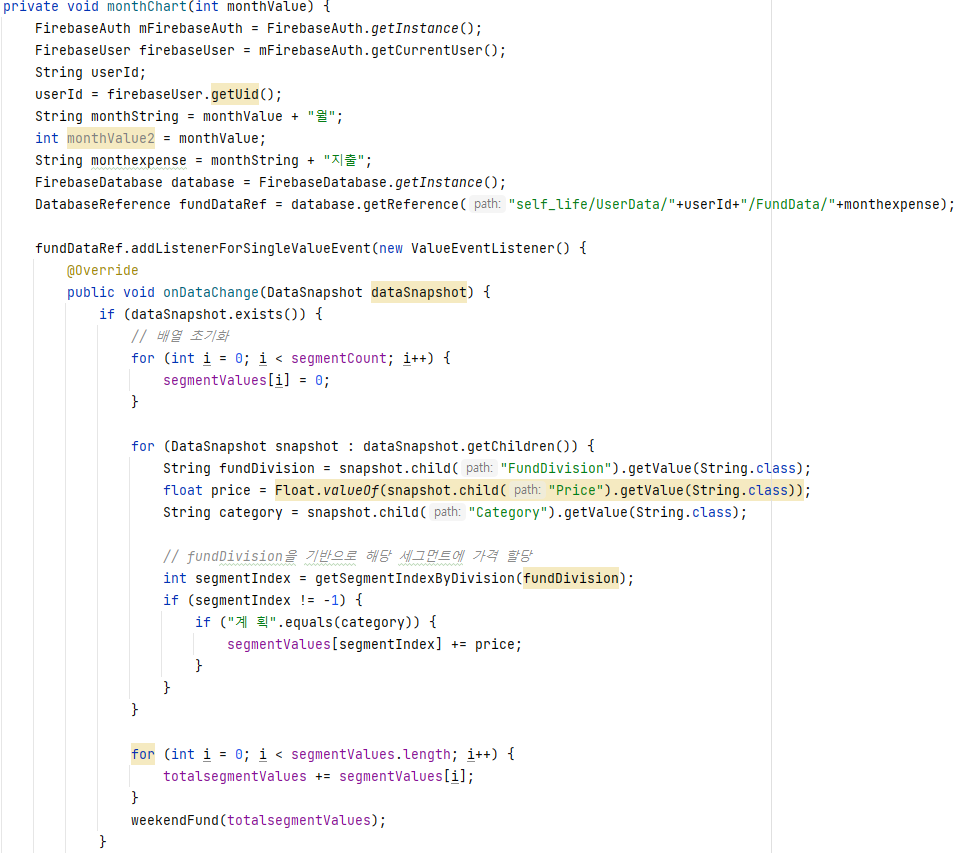 private void monthChart(int monthValue) {
    FirebaseAuth mFirebaseAuth = FirebaseAuth.getInstance();
    FirebaseUser firebaseUser = mFirebaseAuth.getCurrentUser();
    String userId;
    userId = firebaseUser.getUid();
    String monthString = monthValue + "월";
    int monthValue2 = monthValue;
    String monthexpense = monthString + "지출";
    FirebaseDatabase database = FirebaseDatabase.getInstance();
    DatabaseReference fundDataRef = database.getReference( path: "self_life/UserData/"+userId+"/FundData/"+monthexpense);
    fundDataRef.addListenerForSingleValueEvent(new ValueEventListener() {
        @Override
        public void onDataChange(DataSnapshot dataSnapshot) {
            if (dataSnapshot.exists()) {
                // 배열 초기화
                for (int i = 0; i < segmentCount; i++) {
                    segmentValues[i] = 0;
                }
                for (DataSnapshot snapshot : dataSnapshot.getChildren()) {
                    String fundDivision = snapshot.child( path: "FundDivision").getValue(String.class);
                    float price = Float.valueOf(snapshot.child( path: "Price").getValue(String.class));
                    String category = snapshot.child( path: "Category").getValue(String.class);
                    // fundDivision을 기반으로 해당 세그먼트에 가격 할당
                    int segmentIndex = getSegmentIndexByDivision(fundDivision);
                    if (segmentIndex != -1) {
                        if ("계 획".equals(category)) {
                            segmentValues[segmentIndex] += price;
                        }
                    }
                }
                for (int i = 0; i < segmentValues.length; i++) {
                    totalsegmentValues += segmentValues[i];
                }
                weekendFund(totalsegmentValues);
            }